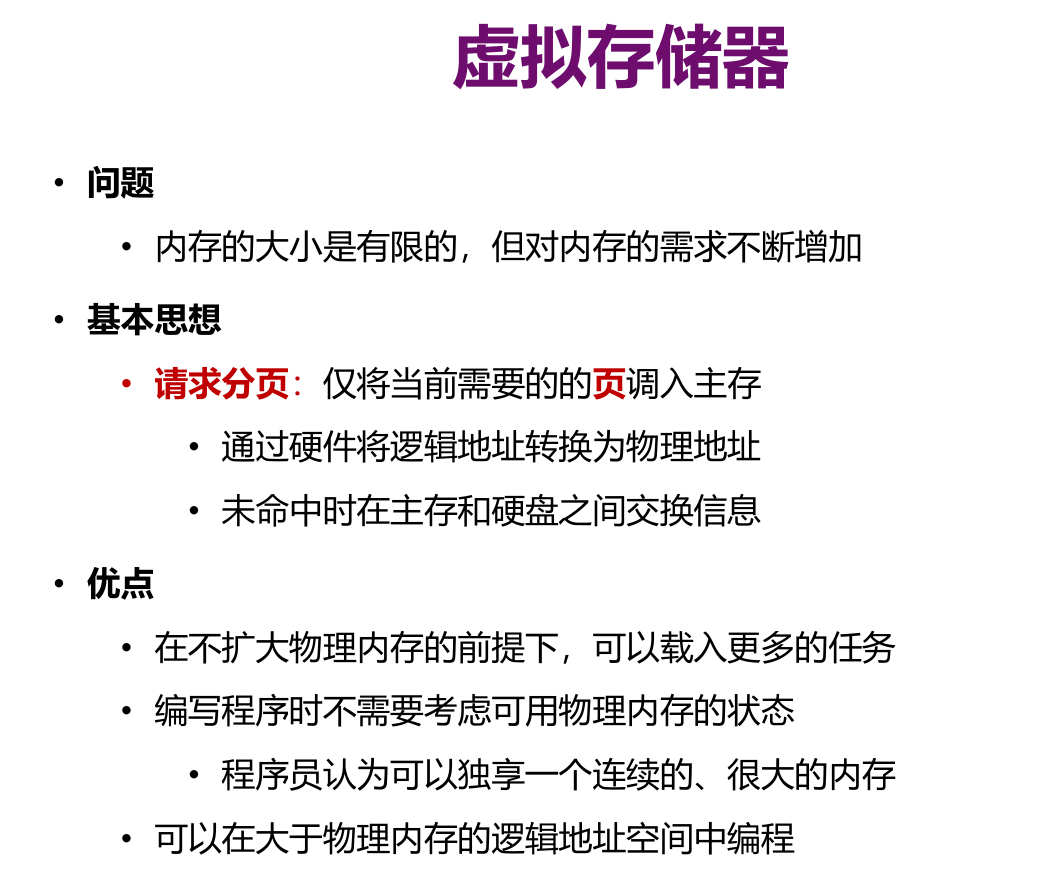 虚拟存储器
• 问题
• 内存的大小是有限的，但对内存的需求不断增加
• 基本思想
• 请求分页：仅将当前需要的的页调入主存
• 通过硬件将逻辑地址转换为物理地址
• 未命中时在主存和硬盘之间交换信息
• 优点
• 在不扩大物理内存的前提下，可以载入更多的任务
• 编写程序时不需要考虑可用物理内存的状态
• 程序员认为可以独享一个连续的、很大的内存
• 可以在大于物理内存的逻辑地址空间中编程